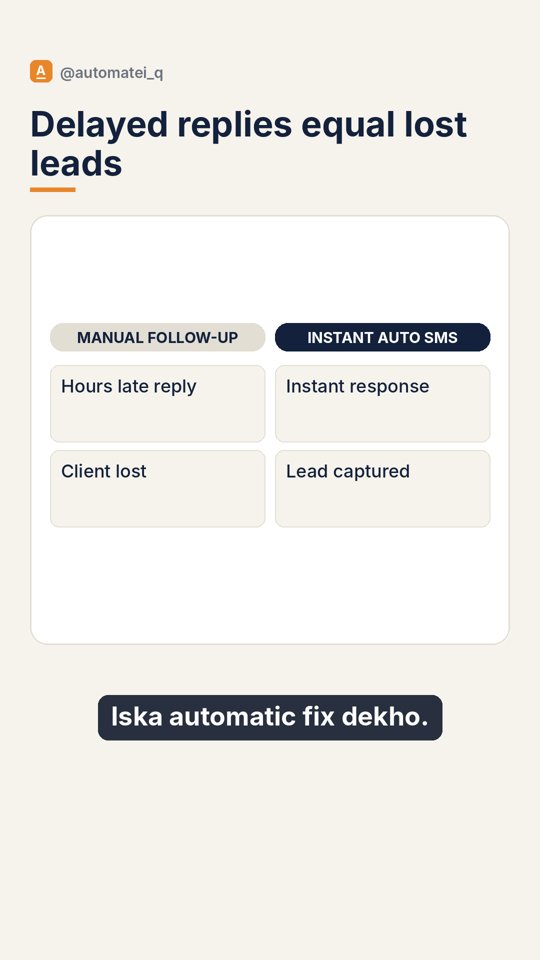 A
@automatei_q
Delayed replies equal lost
leads
MANUAL FOLLOW-UP
INSTANT AUTO SMS
Hours late reply
Instant response
Client lost
Lead captured
Iska automatic fix dekho.